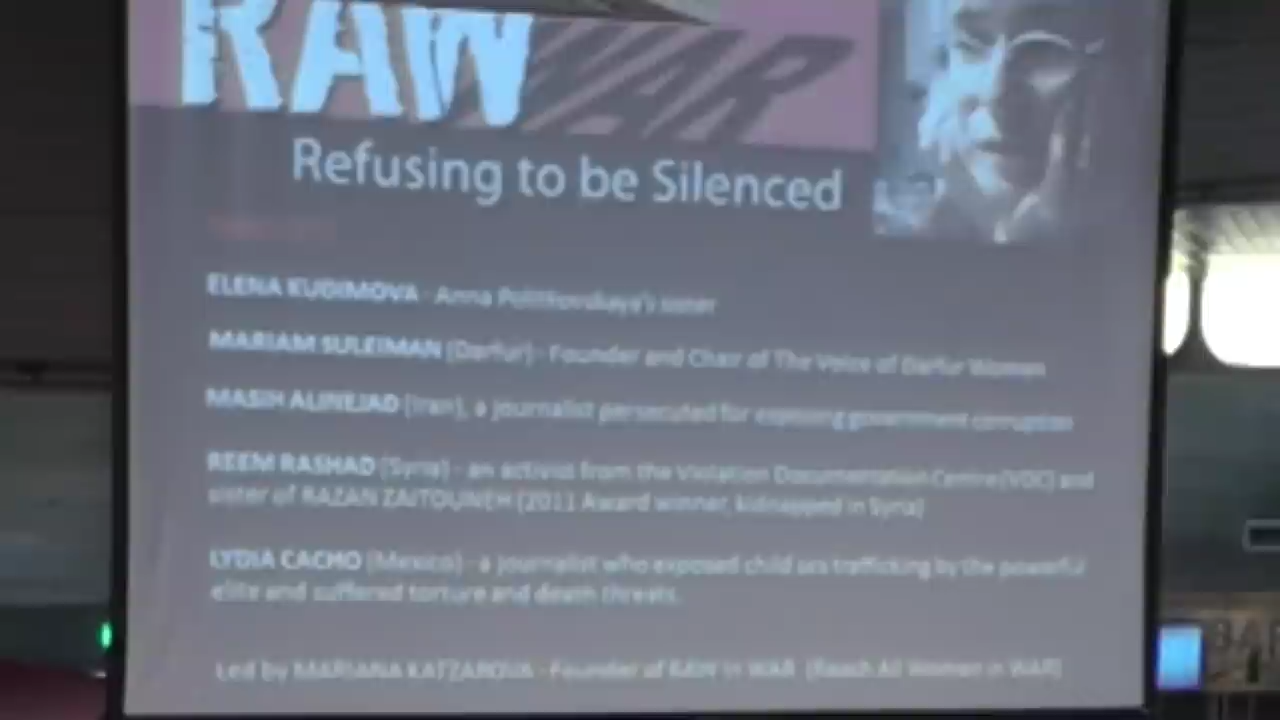 RAW
WAR
Refusing to be Silenced
ELENA KUDIMOVA - Anna Politkovskaya's sister
MARIAM SULEIMAN (Darfur) - Founder and Chair of The Voice of Darfur Women
MASIH ALINEJAD (Iran), a journalist persecuted for exposing government corruption
REEM RASHAD (Syria) - an activist from the Violation Documentation Centre (VDC) and
sister of RAZAN ZAITOUNEH (2011 Award winner, kidnapped in Syria)
LYDIA CACHO (Mexico) - a journalist who exposed child sex trafficking by the powerful
elite and suffered torture and death threats.
Led by MARIANA KATZAROVA - Founder of RAW in WAR (Reach All Women in WAR)